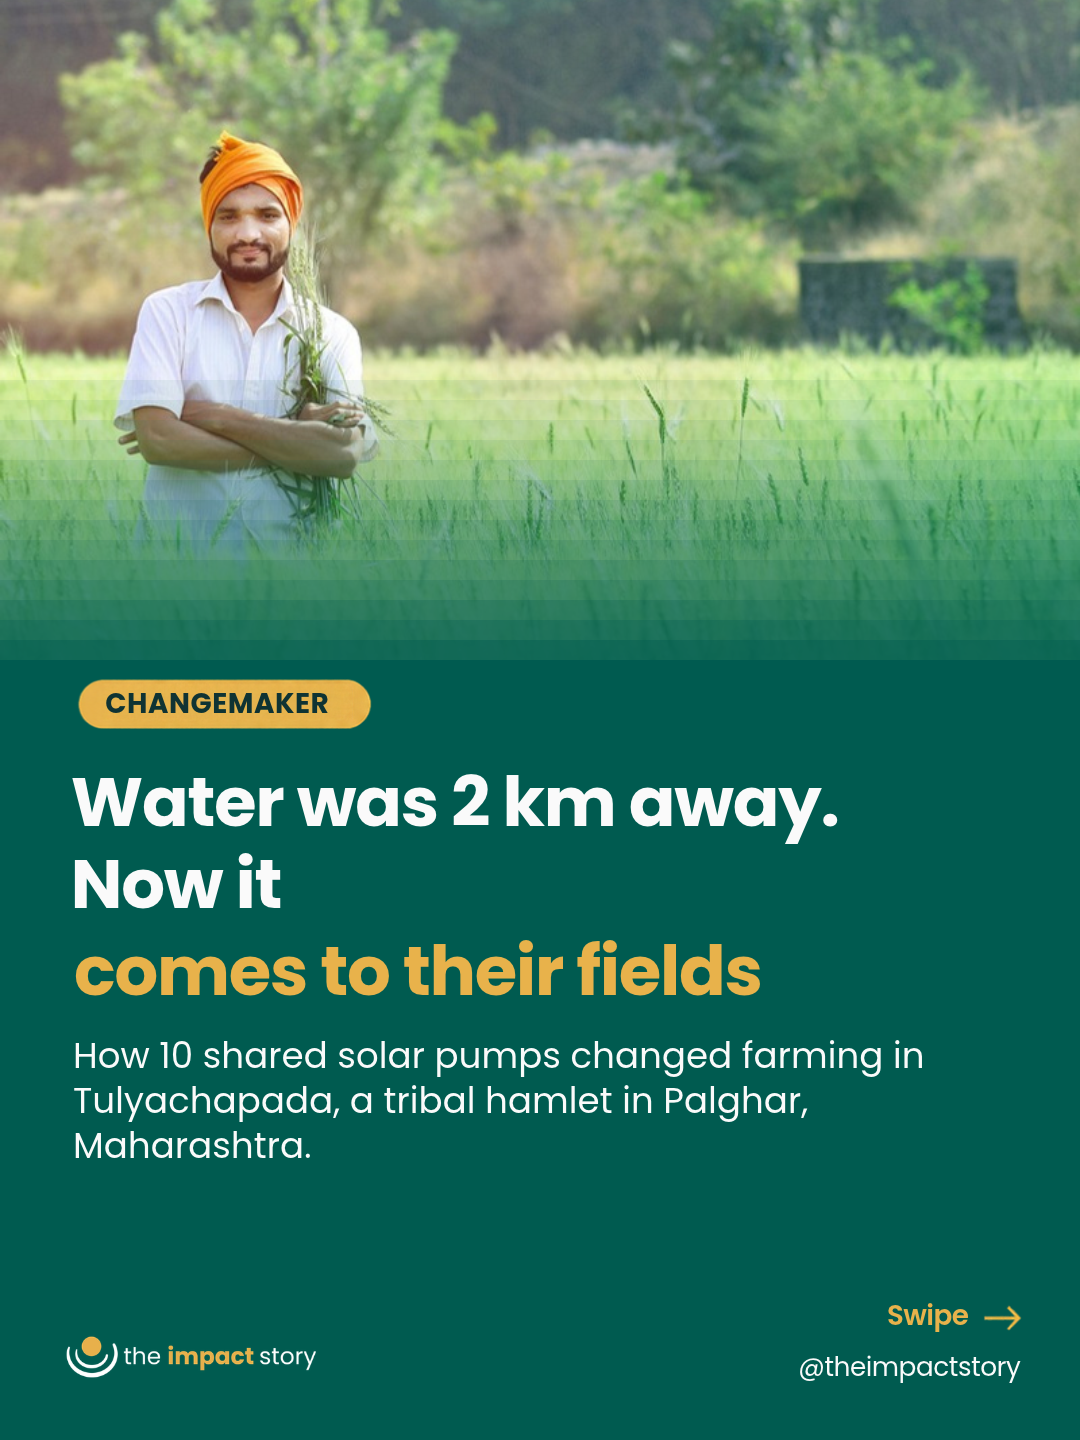 CHANGEMAKER
Water was 2 km away.
Now it
comes to their fields
How 10 shared solar pumps changed farming in
Tulyachapada, a tribal hamlet in Palghar,
Maharashtra.
Swipe
the impact story
@theimpactstory